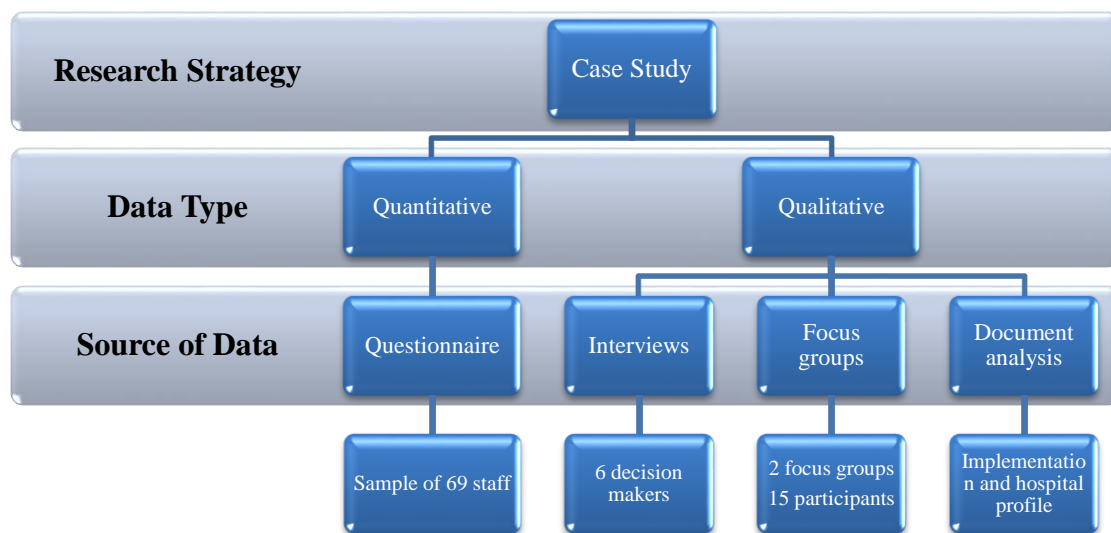 Research Strategy
Case Study
Data Type
Quantitative
Qualitative
Source of Data
Questionnaire
Interviews
Focus
groups
Document
analysis
Sample of 69 staff
6 decision
makers
2 focus groups
15 participants
Implementatio
n and hospital
profile